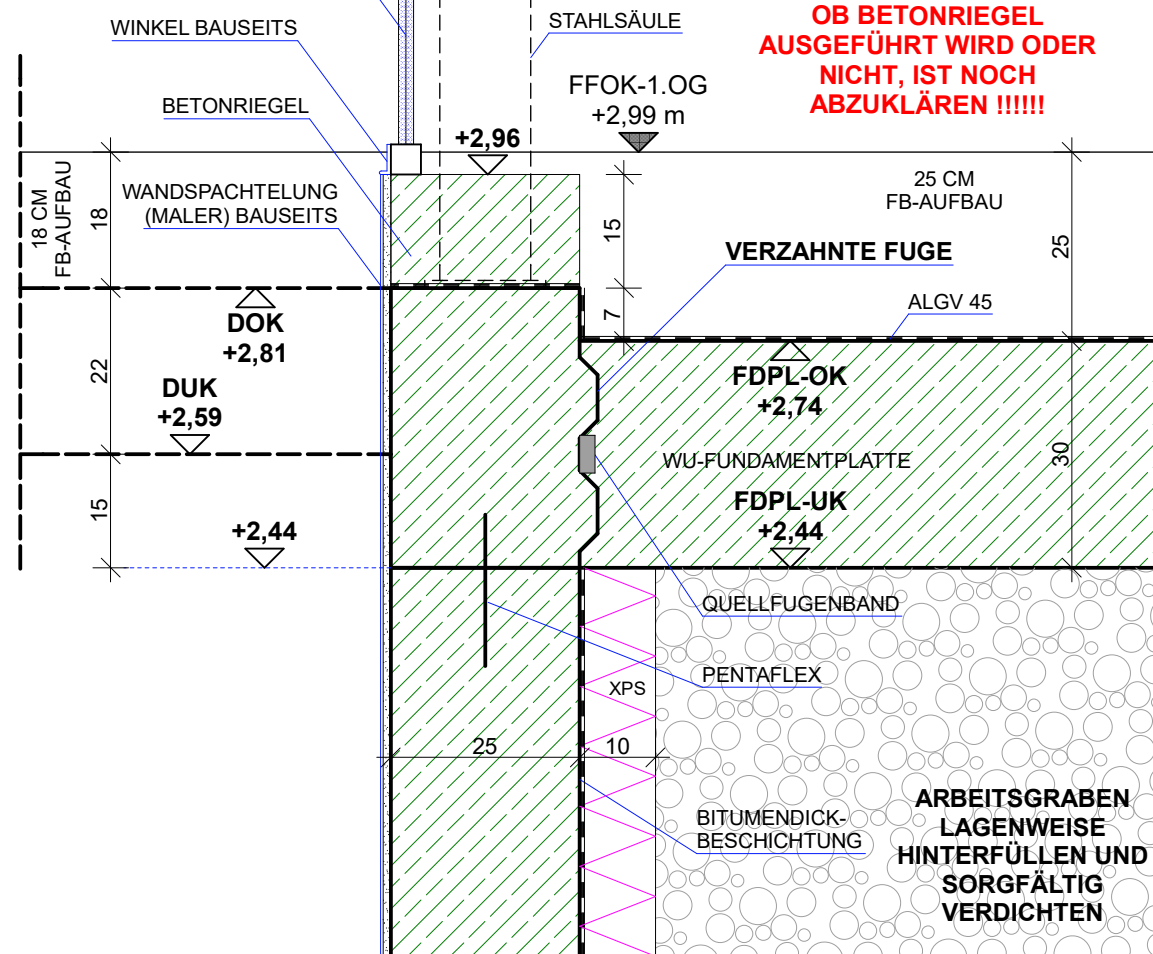 WINKEL BAUSEITS
STAHLSÄULE
OB BETONRIEGEL
AUSGEFÜHRT WIRD ODER
NICHT, IST NOCH
ABZUKLÄREN !!!!!!
BETONRIEGEL
FFOK-1.OG
+2,99 m
+2,96
18 CM
FB-AUFBAU
18
WANDSPACHTELUNG
(MALER) BAUSEITS
15
25 CM
FB-AUFBAU
25
VERZAHNTE FUGE
7
ALGV 45
DOK
+2,81
22
DUK
+2,59
FDPL-OK
+2,74
WU-FUNDAMENTPLATTE
30
FDPL-UK
+2,44
15
+2,44
QUELLFUGENBAND
PENTAFLEX
XPS
25
10
BITUMENDICK-
BESCHICHTUNG
ARBEITSGRABEN
LAGENWEISE
HINTERFÜLLEN UND
SORGFÄLTIG
VERDICHTEN